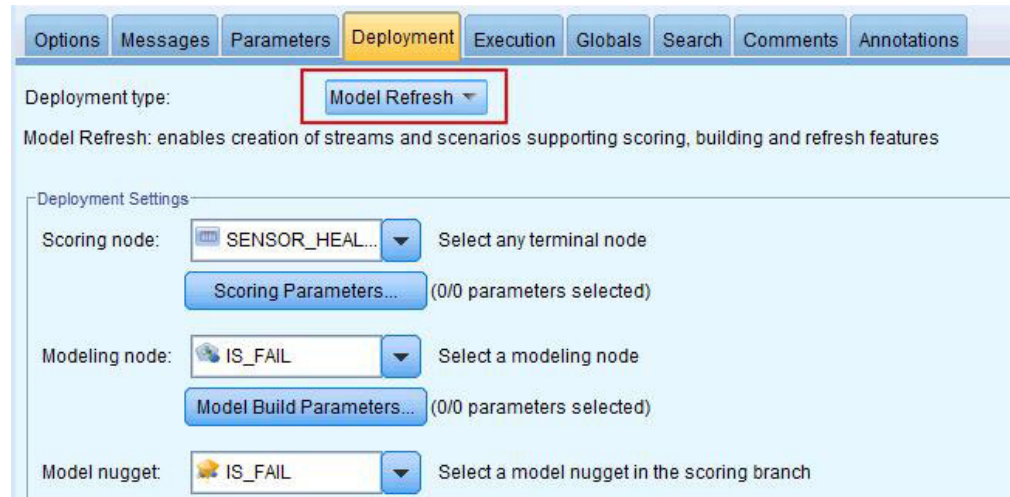 Options Messages Parameters Deployment Execution Globals Search Comments Annotations
Deployment type: Model Refresh
Model Refresh: enables creation of streams and scenarios supporting scoring, building and refresh features
Deployment Settings
Scoring node: SENSOR_HEAL... Select any terminal node
Scoring Parameters... (0/0 parameters selected)
Modeling node: IS_FAIL Select a modeling node
Model Build Parameters... (0/0 parameters selected)
Model nugget: IS_FAIL Select a model nugget in the scoring branch